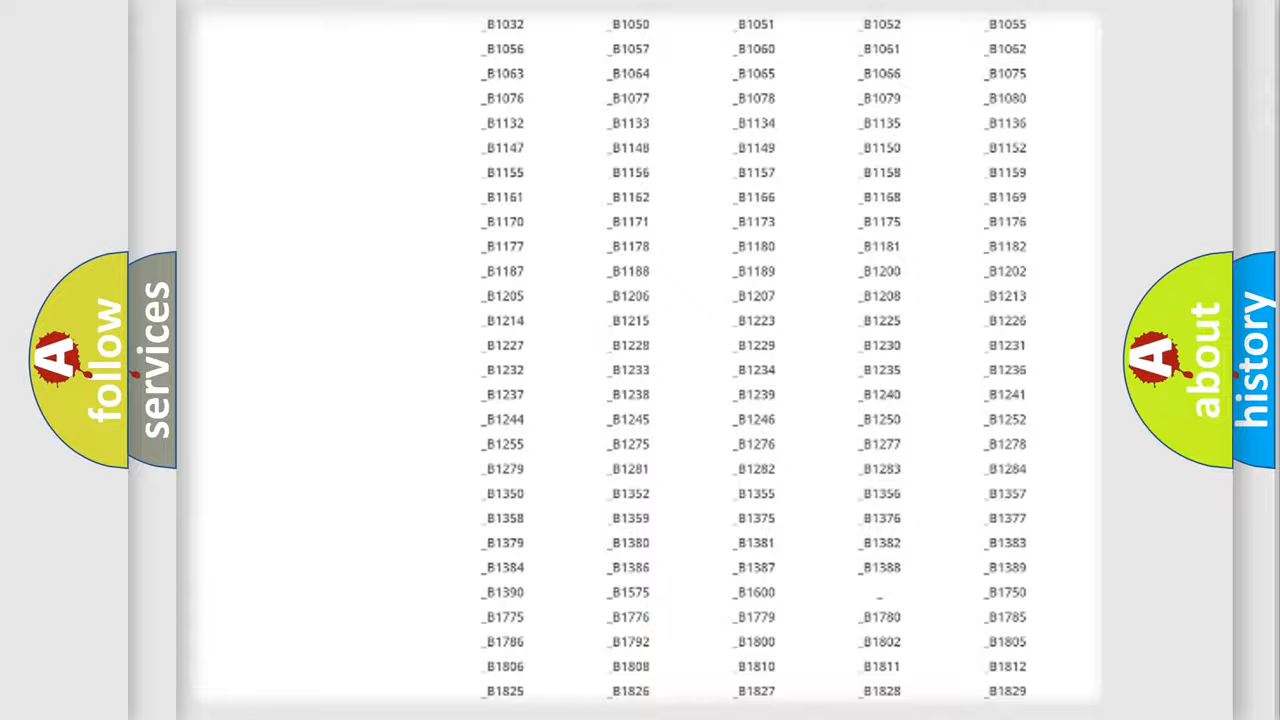 _B1032 _B1050 _B1051 _B1052 _B1055
_B1056 _B1057 _B1060 _B1061 _B1062
_B1063 _B1064 _B1065 _B1066 _B1075
_B1076 _B1077 _B1078 _B1079 _B1080
_B1132 _B1133 _B1134 _B1135 _B1136
_B1147 _B1148 _B1149 _B1150 _B1152
_B1155 _B1156 _B1157 _B1158 _B1159
_B1161 _B1162 _B1166 _B1168 _B1169
_B1170 _B1171 _B1173 _B1175 _B1176
_B1177 _B1178 _B1180 _B1181 _B1182
_B1187 _B1188 _B1189 _B1200 _B1202
_B1205 _B1206 _B1207 _B1208 _B1213
_B1214 _B1215 _B1223 _B1225 _B1226
_B1227 _B1228 _B1229 _B1230 _B1231
_B1232 _B1233 _B1234 _B1235 _B1236
_B1237 _B1238 _B1239 _B1240 _B1241
_B1244 _B1245 _B1246 _B1250 _B1252
_B1255 _B1275 _B1276 _B1277 _B1278
_B1279 _B1281 _B1282 _B1283 _B1284
_B1350 _B1352 _B1355 _B1356 _B1357
_B1358 _B1359 _B1375 _B1376 _B1377
_B1379 _B1380 _B1381 _B1382 _B1383
_B1384 _B1386 _B1387 _B1388 _B1389
_B1390 _B1575 _B1600 _ _B1750
_B1775 _B1776 _B1779 _B1780 _B1785
_B1786 _B1792 _B1800 _B1802 _B1805
_B1806 _B1808 _B1810 _B1811 _B1812
_B1825 _B1826 _B1827 _B1828 _B1829
A follow
services
A about
history